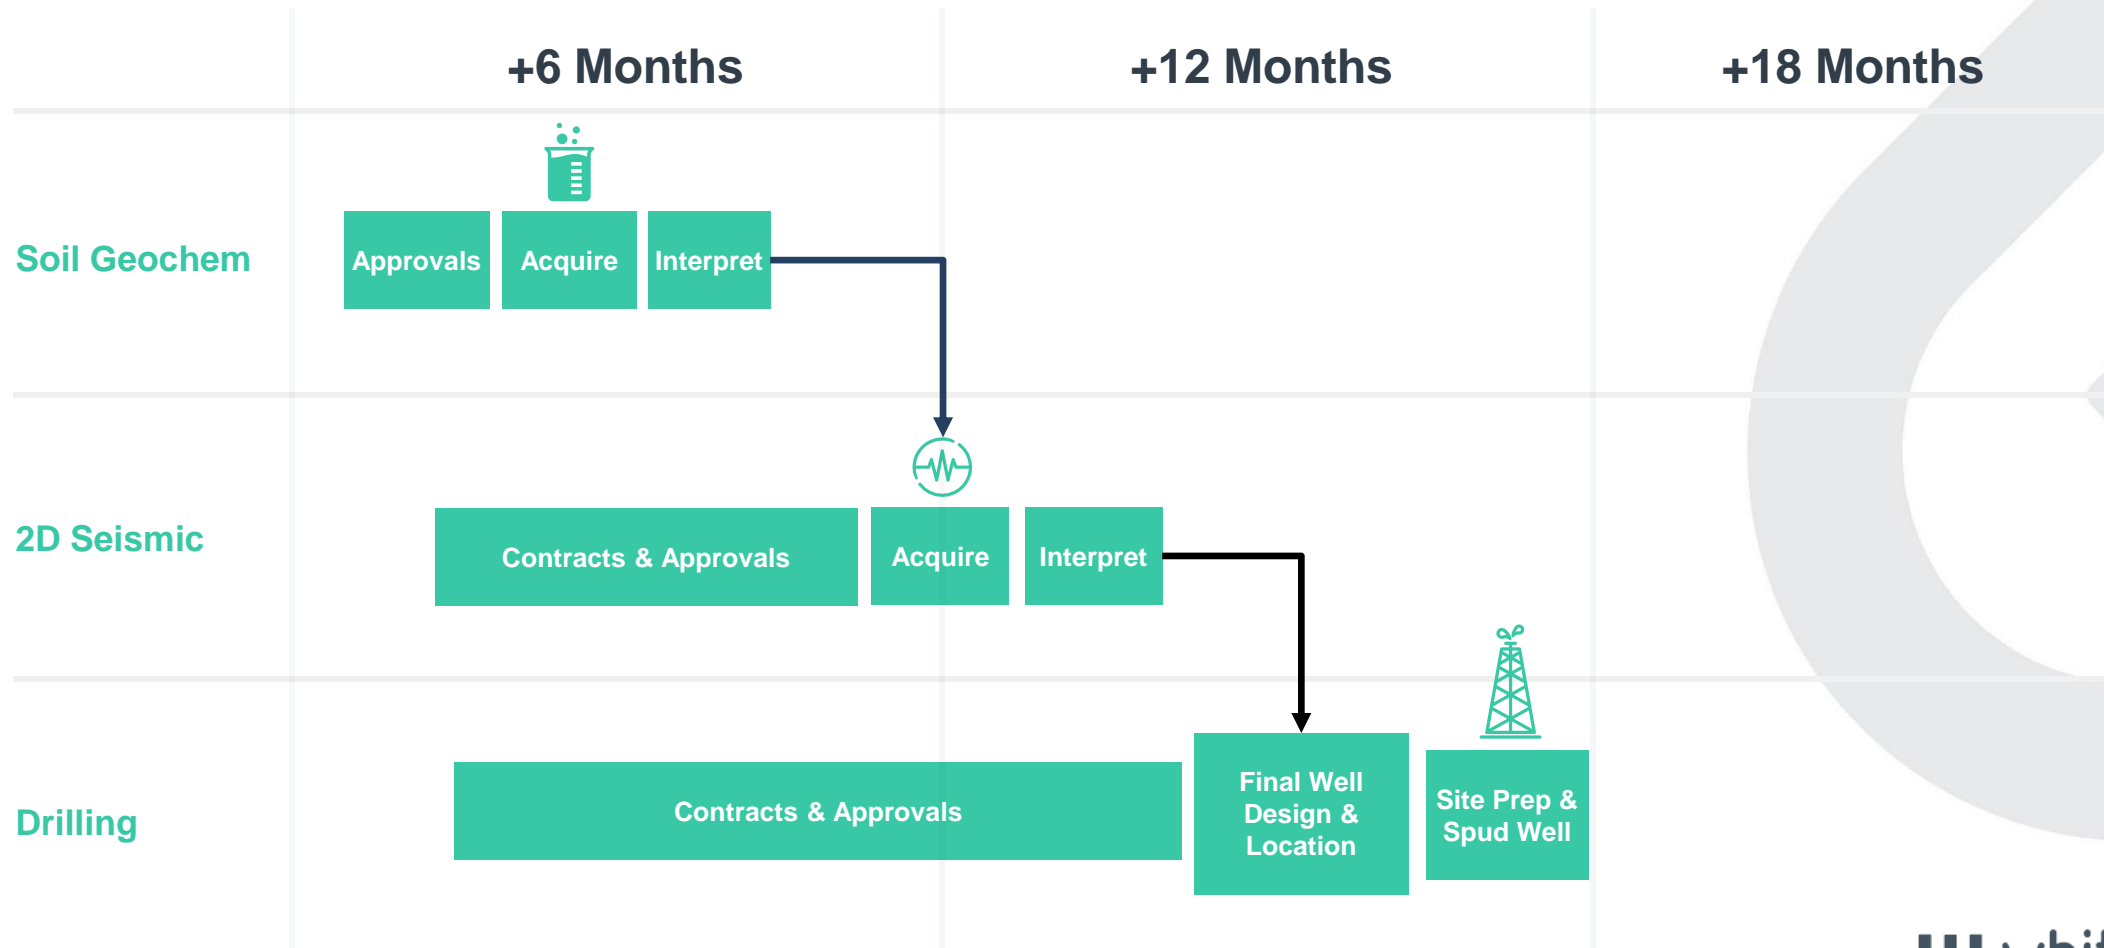 +6 Months
+12 Months
+18 Months
Soil Geochem
Approvals
Acquire
Interpret
2D Seismic
Contracts & Approvals
Acquire
Interpret
Drilling
Contracts & Approvals
Final Well
Design &
Location
Site Prep &
Spud Well